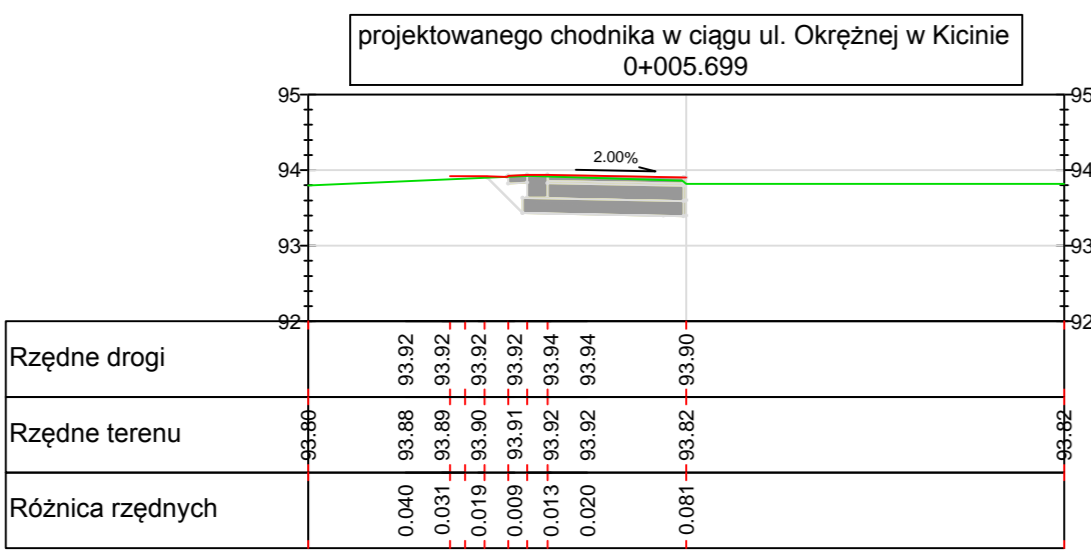 projektowanego chodnika w ciągu ul. Okrężnej w Kicinie
0+005.699
95 95
2.00%
94 94
93 93
92 92
Rzędne drogi 93.92 93.92 93.92 93.92 93.94 93.94 93.90
Rzędne terenu 93.80 93.88 93.89 93.90 93.91 93.92 93.92 93.82 93.82
Różnica rzędnych 0.040 0.031 0.019 0.009 0.013 0.020 0.081